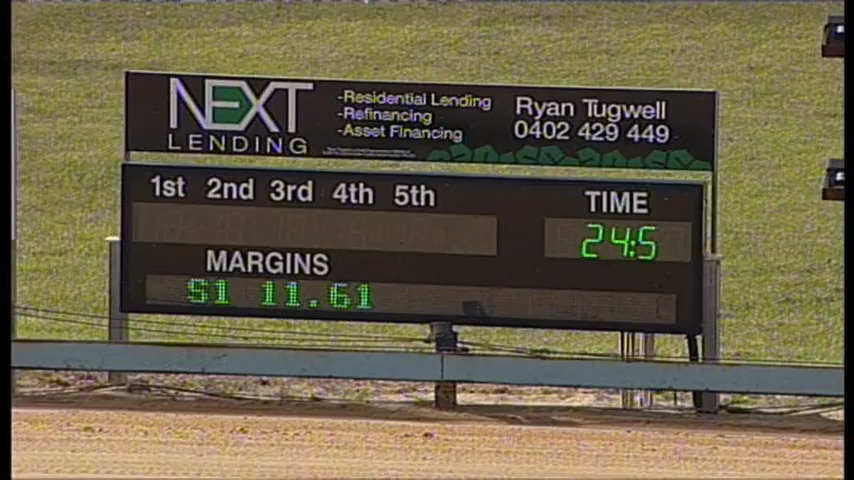 NEXT
LENDING
-Residential Lending
-Refinancing
-Asset Financing
Ryan Tugwell
0402 429 449
1st 2nd 3rd 4th 5th
TIME
24:5
MARGINS
S1 11.61